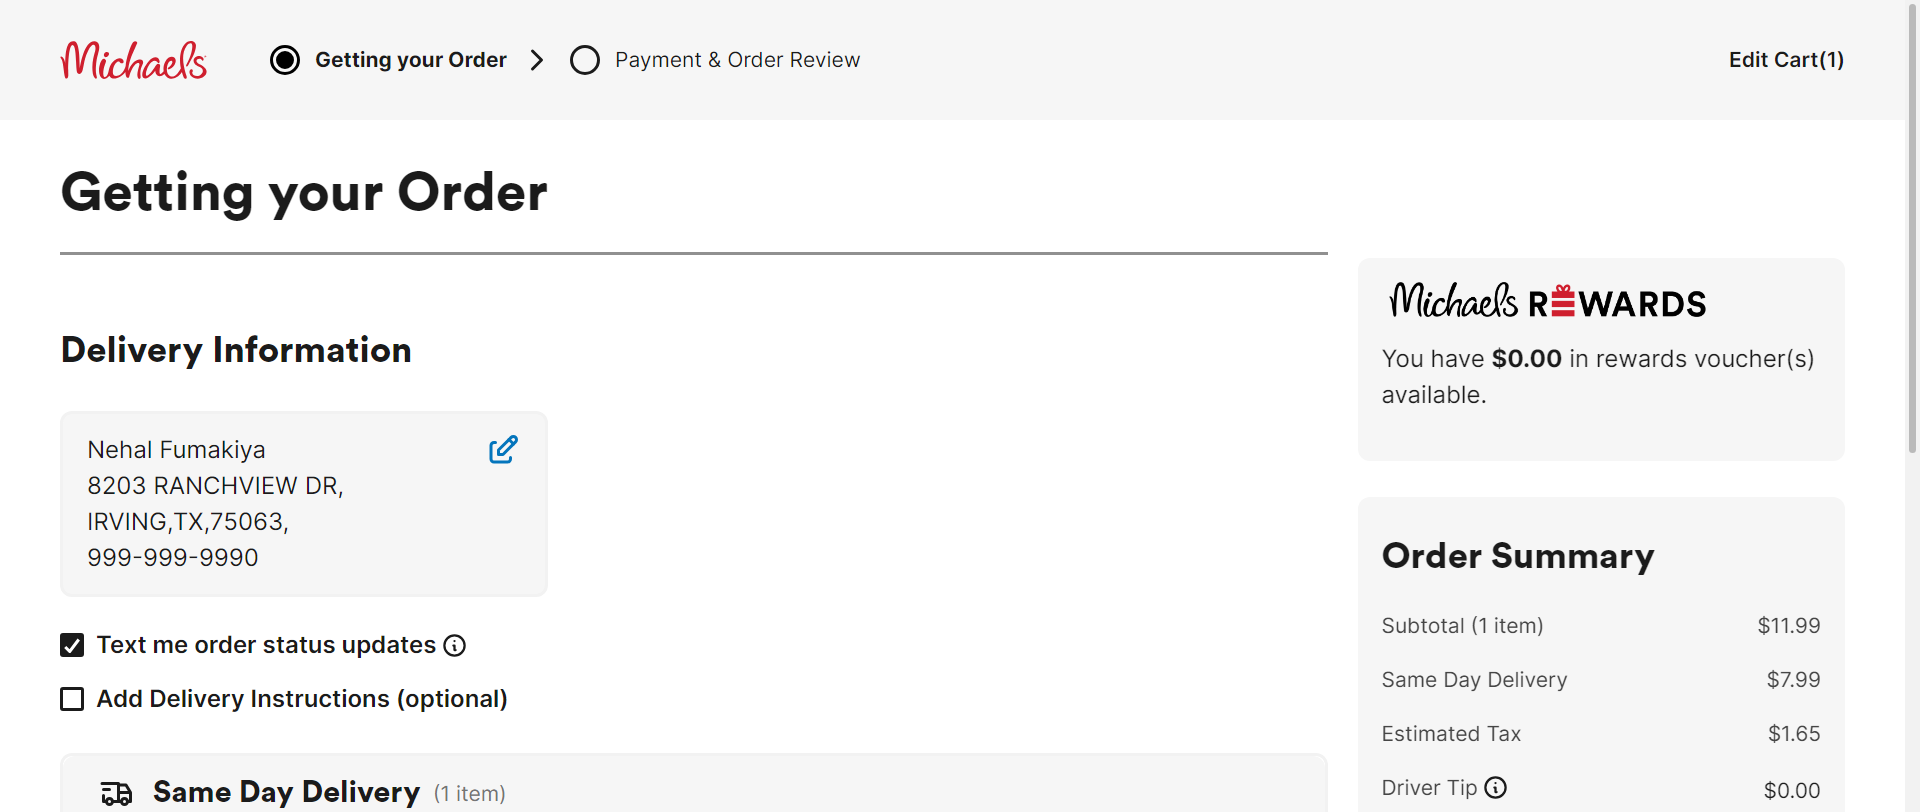 Michaels
Getting your Order
Payment & Order Review
Edit Cart(1)
Getting your Order
Delivery Information
Nehal Fumakiya
8203 RANCHVIEW DR,
IRVING,TX,75063,
999-999-9990
Text me order status updates
Add Delivery Instructions (optional)
Same Day Delivery (1 item)
Michaels REWARDS
You have $0.00 in rewards voucher(s)
available.
Order Summary
Subtotal (1 item) $11.99
Same Day Delivery $7.99
Estimated Tax $1.65
Driver Tip $0.00